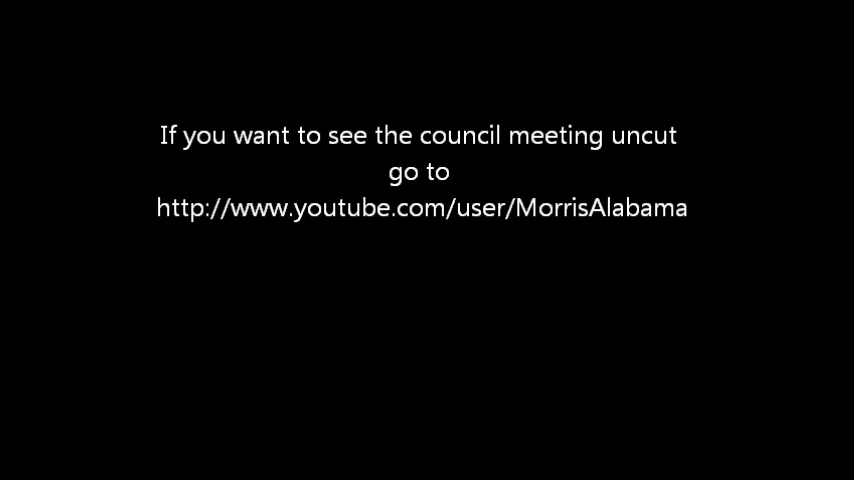 If you want to see the council meeting uncut
go to
http://www.youtube.com/user/MorrisAlabama